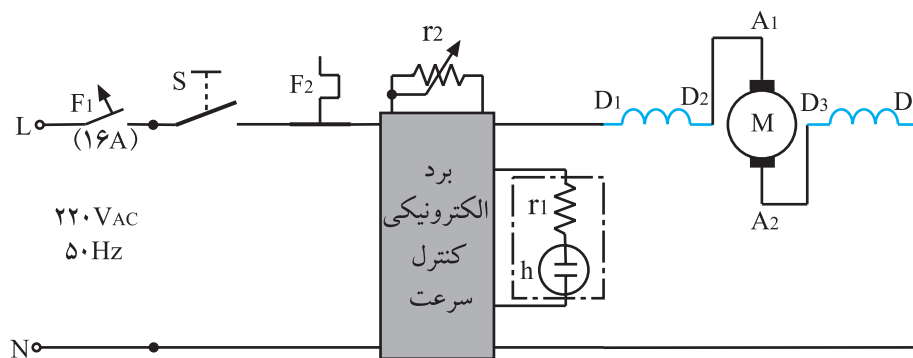 r2
A1
S
F2
F1
D1
D2
D3
D
L
(۱۶A)
M
برد
الکترونیکی
کنترل
سرعت
r1
A2
۲۲۰VAC
۵۰Hz
h
N